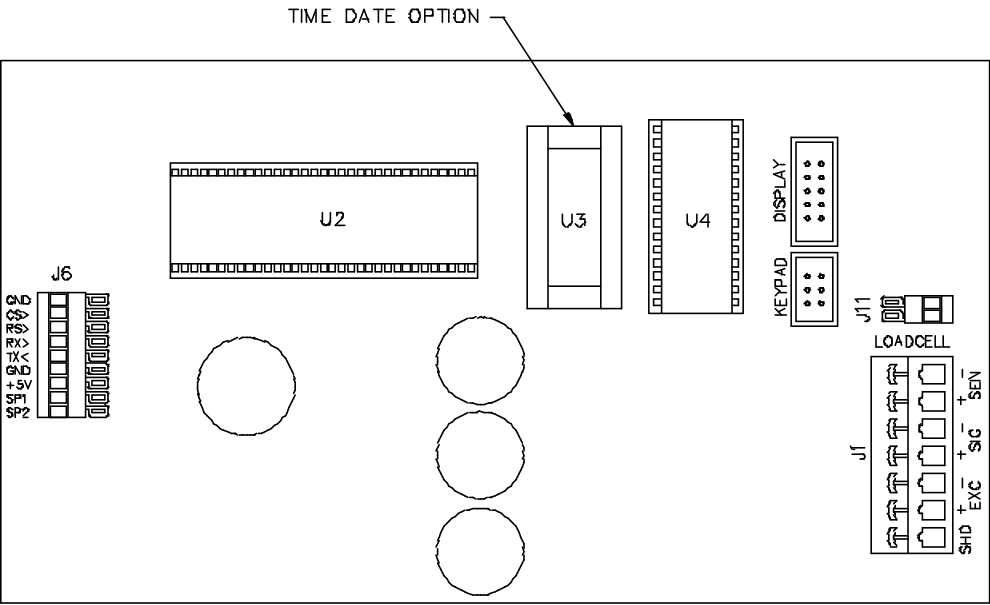 TIME DATE OPTION
U2
U3
U4
DISPLAY
KEYPAD
J6
GND
CS>
RS>
RX>
TX<
GND
+5V
SP1
SP2
J11
LOADCELL
J1
- SEN
+
- SIG
+
- EXC
+
SHD